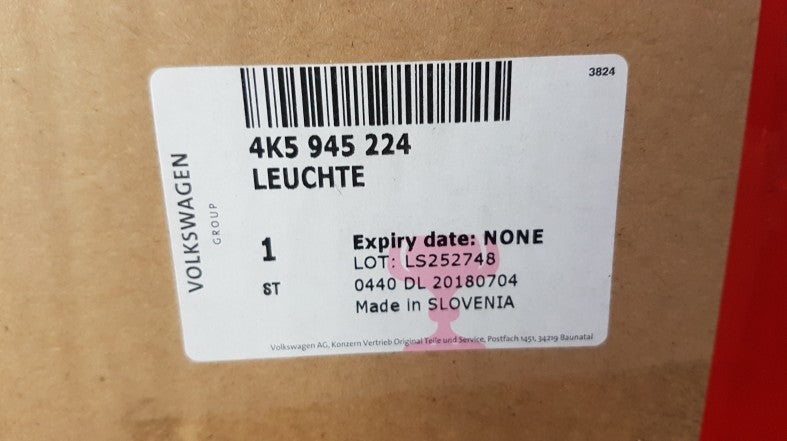 3824
4K5 945 224
LEUCHTE
VOLKSWAGEN
GROUP
1
ST
Expiry date: NONE
LOT: LS252748
0440 DL 20180704
Made in SLOVENIA
Volkswagen AG, Konzern Vertrieb Original Teile und Service, Postfach 1451, 34219 Baunatal